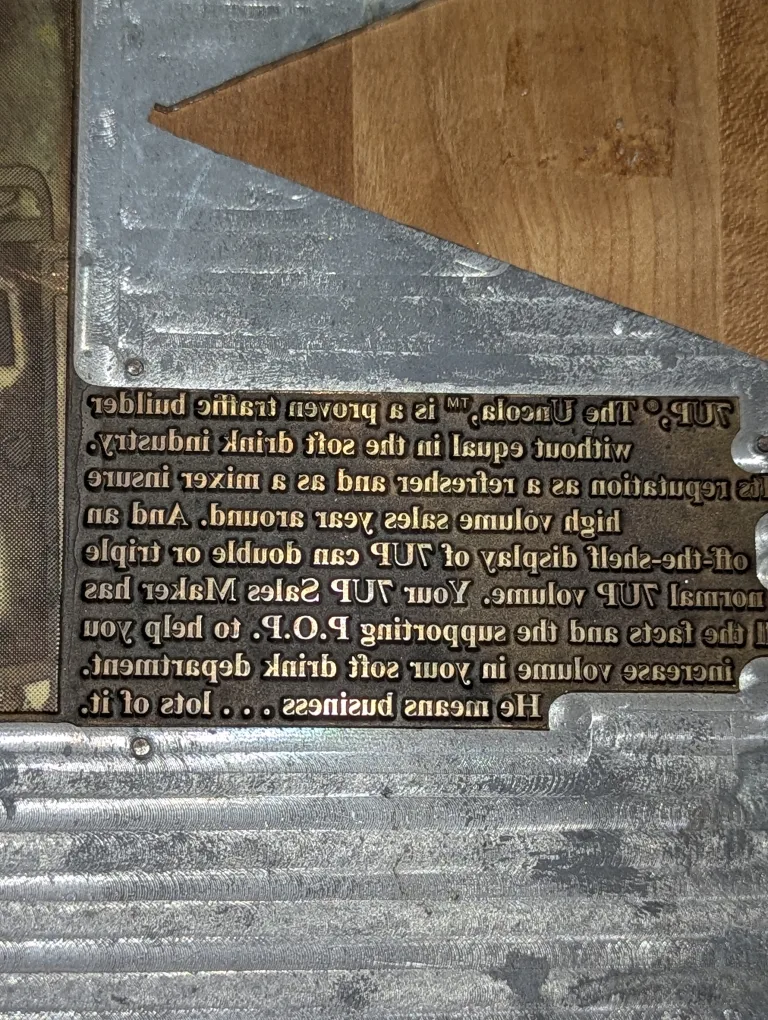 7UP,® The Uncola,™ is a proven traffic builder
without equal in the soft drink industry.
Its reputation as a refresher and as a mixer insure
high volume sales year around. And an
off-the-shelf display of 7UP can double or triple
normal 7UP volume. Your 7UP Sales Maker has
the facts and the supporting P.O.P. to help you
increase volume in your soft drink department.
He means business . . . lots of it.